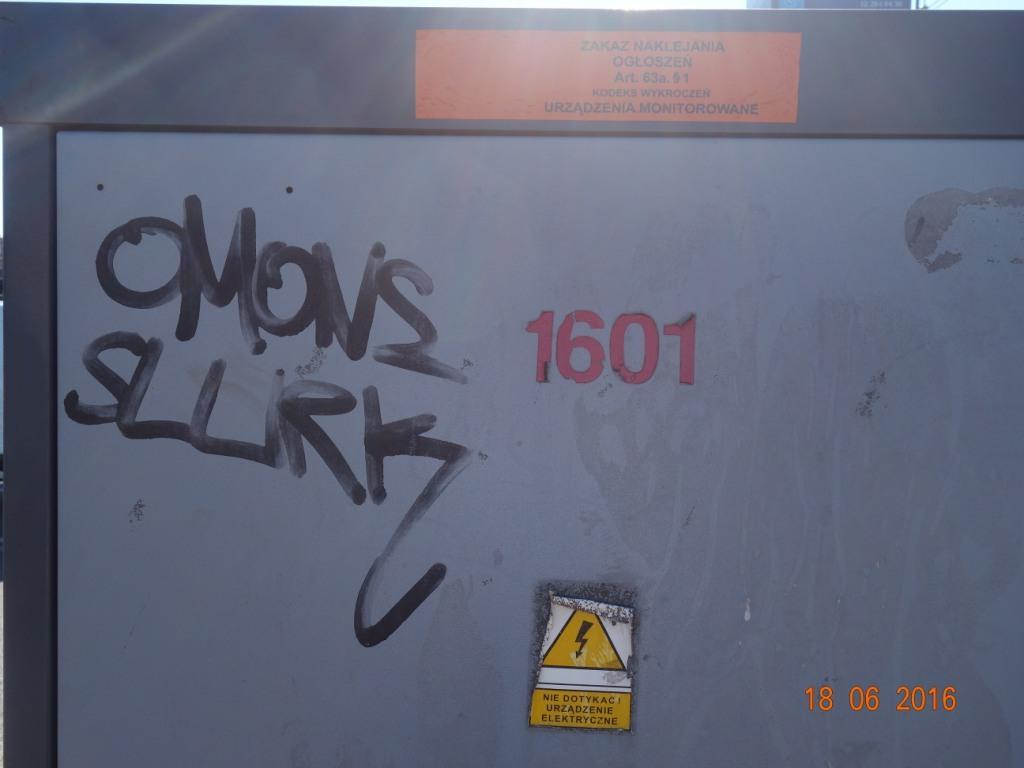 ZAKAZ NAKLEJANIA
OGŁOSZEŃ
Art. 63a. §1
KODEKS WYKROCZEŃ
URZĄDZENIA MONITOROWANE
OMONS
1601
NIE DOTYKAĆ!
URZĄDZENIE
ELEKTRYCZNE
18 06 2016